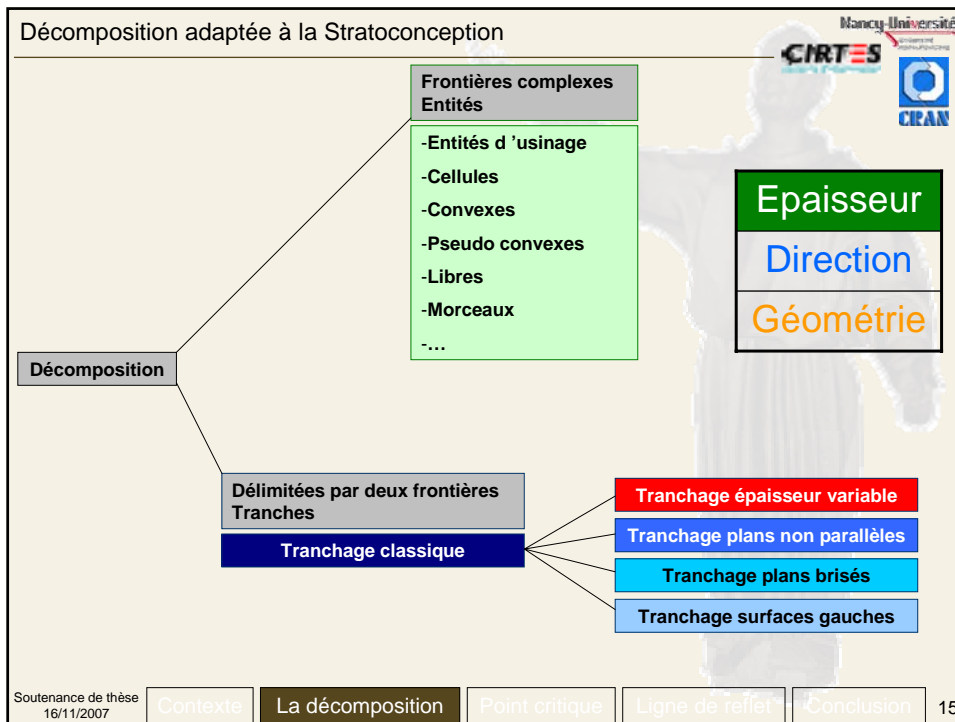 Décomposition adaptée à la Stratoconception
Nancy-Université
CIRTES
CRAN
Frontières complexes
Entités
-Entités d ’usinage
-Cellules
-Convexes
-Pseudo convexes
-Libres
-Morceaux
-…
Epaisseur
Direction
Géométrie
Décomposition
Délimitées par deux frontières
Tranches
Tranchage classique
Tranchage épaisseur variable
Tranchage plans non parallèles
Tranchage plans brisés
Tranchage surfaces gauches
Soutenance de thèse
16/11/2007
Contexte
La décomposition
Point critique
Ligne de reflet
Conclusion
15